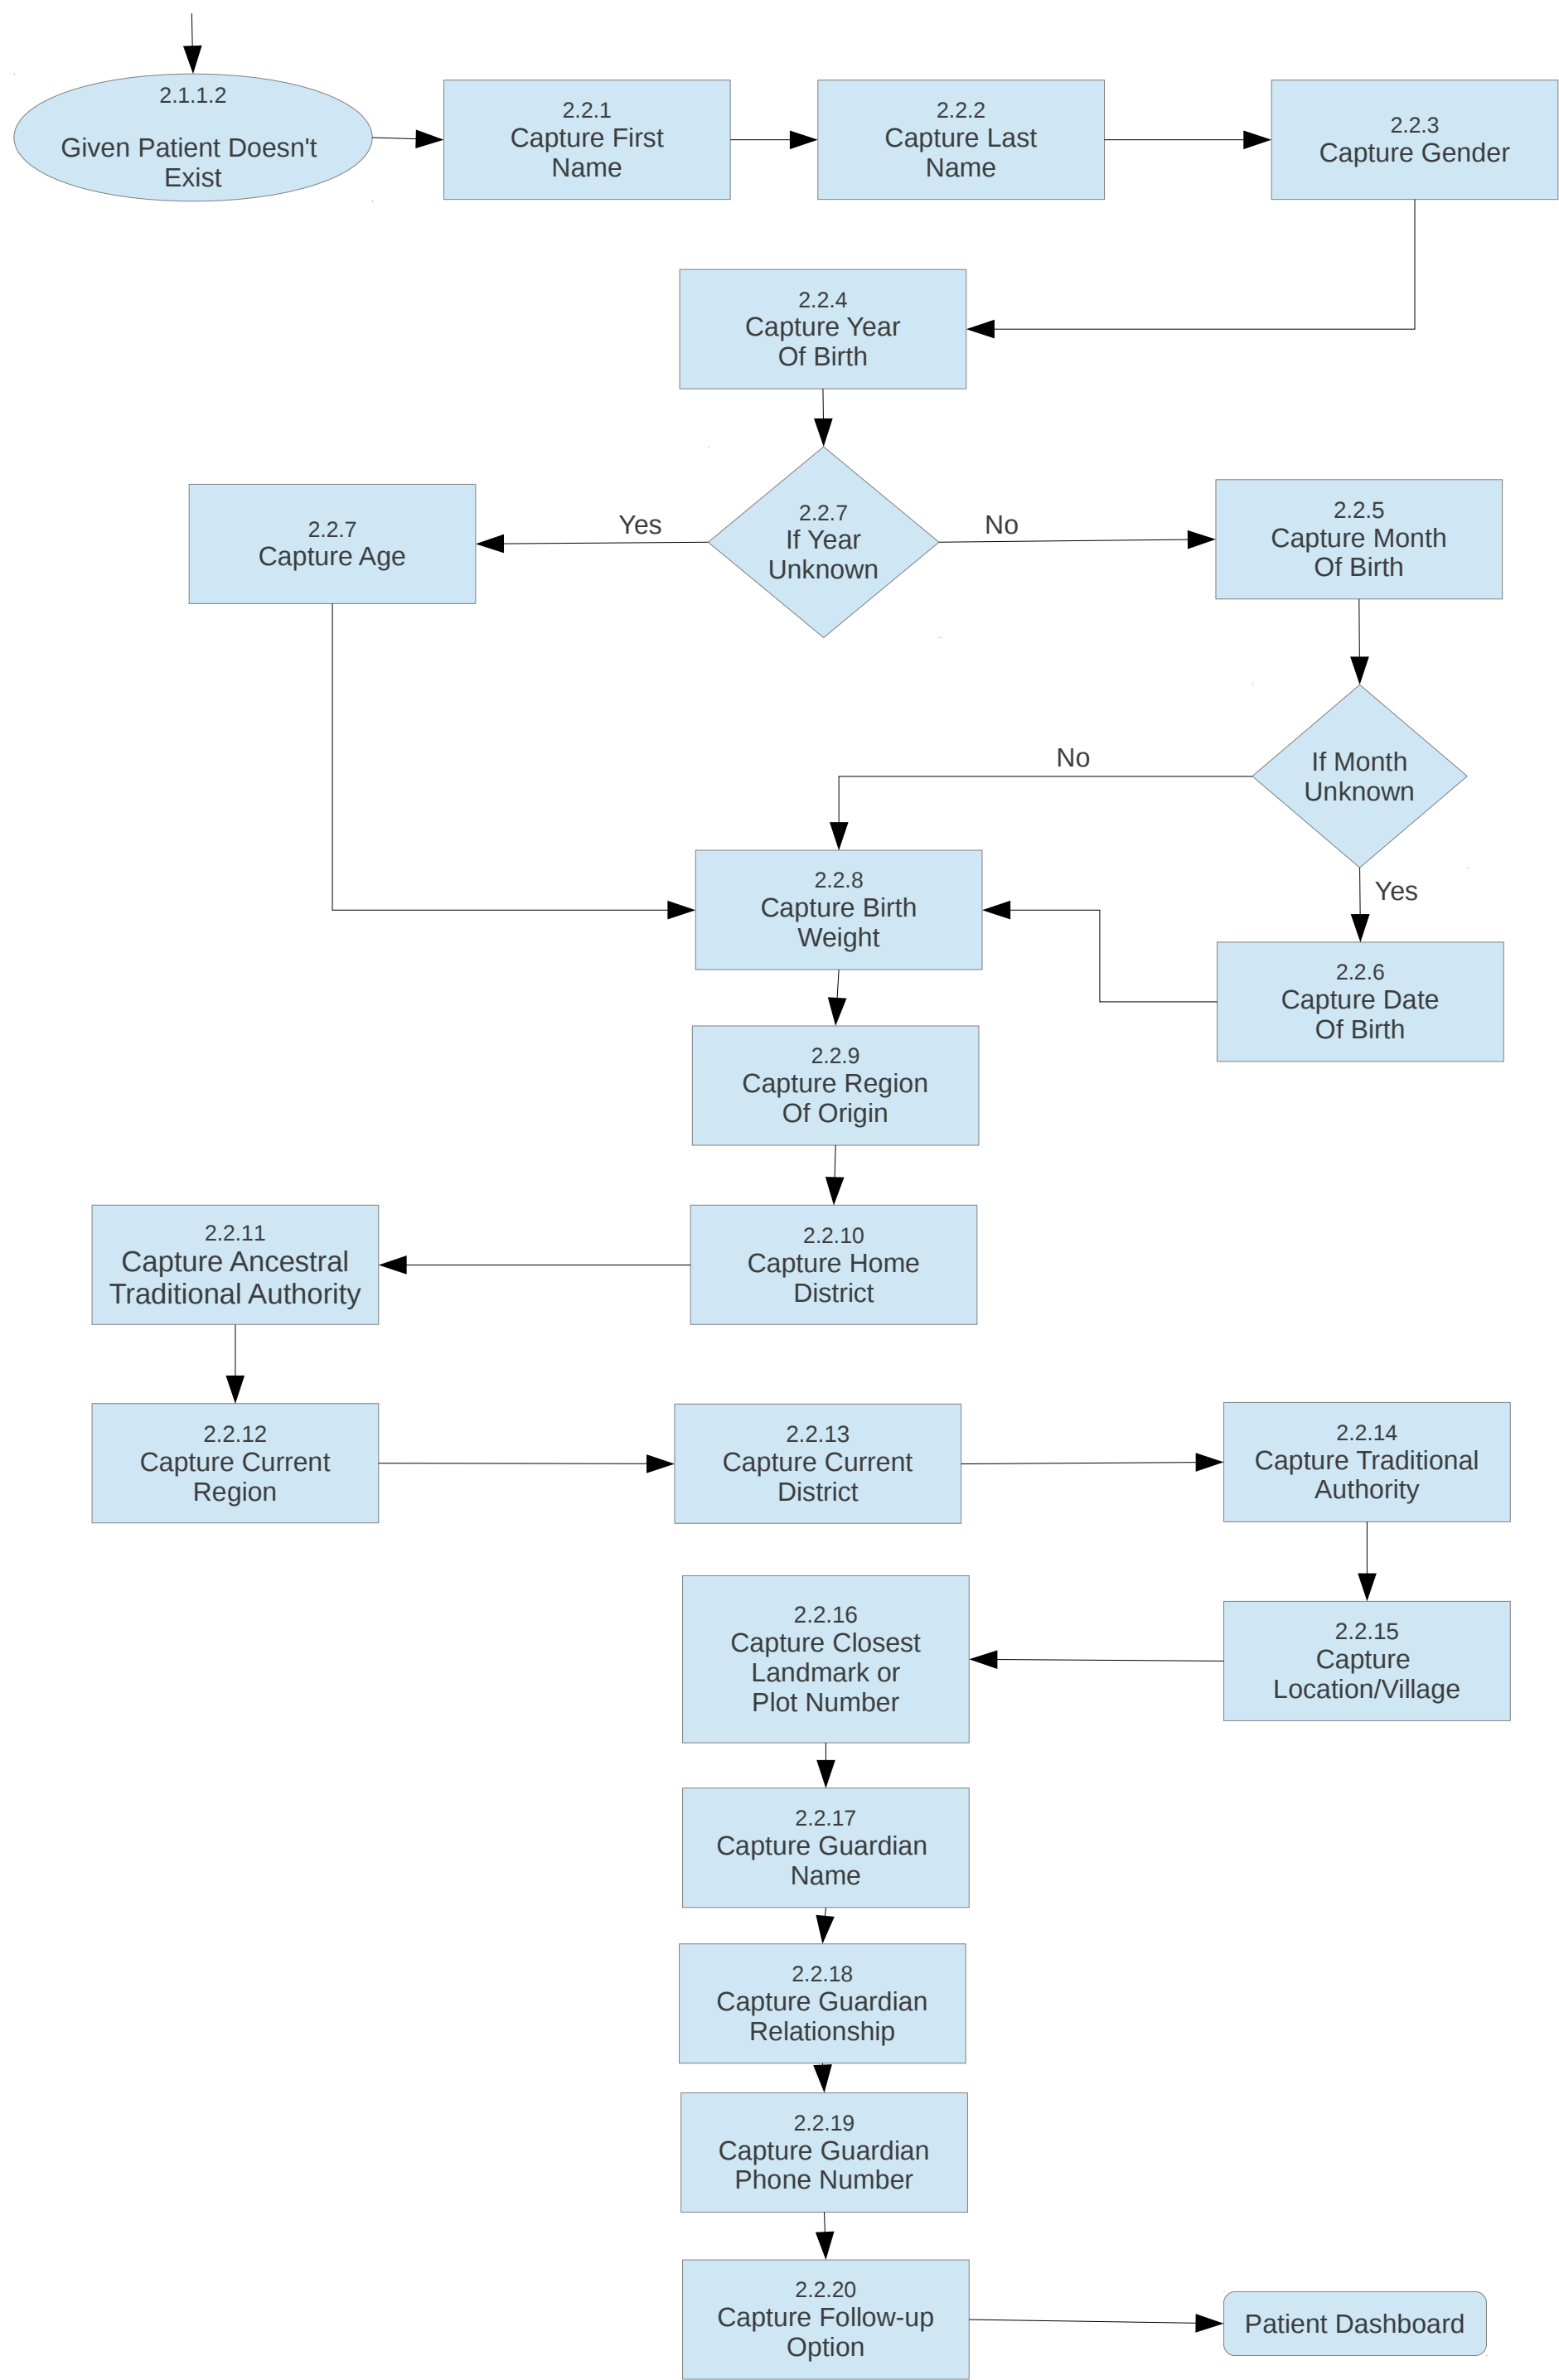 2.1.1.2
Given Patient Doesn't
Exist
2.2.1
Capture First
Name
2.2.2
Capture Last
Name
2.2.3
Capture Gender
2.2.4
Capture Year
Of Birth
2.2.7
Capture Age
Yes
2.2.7
If Year
Unknown
No
2.2.5
Capture Month
Of Birth
If Month
Unknown
No
Yes
2.2.8
Capture Birth
Weight
2.2.6
Capture Date
Of Birth
2.2.9
Capture Region
Of Origin
2.2.11
Capture Ancestral
Traditional Authority
2.2.10
Capture Home
District
2.2.12
Capture Current
Region
2.2.13
Capture Current
District
2.2.14
Capture Traditional
Authority
2.2.16
Capture Closest
Landmark or
Plot Number
2.2.15
Capture
Location/Village
2.2.17
Capture Guardian
Name
2.2.18
Capture Guardian
Relationship
2.2.19
Capture Guardian
Phone Number
2.2.20
Capture Follow-up
Option
Patient Dashboard